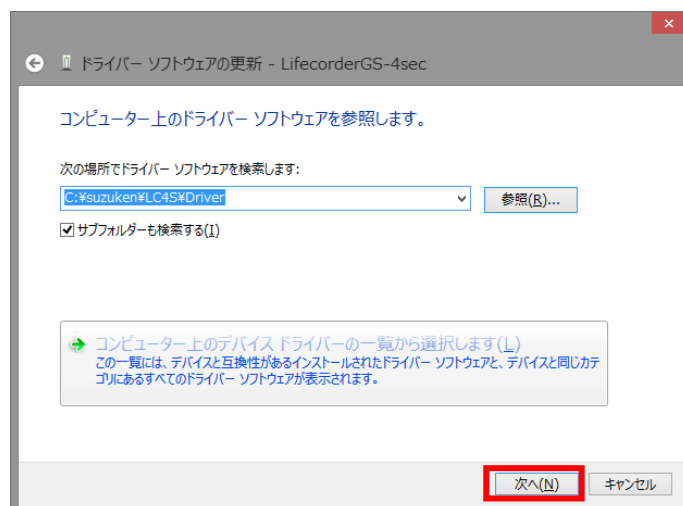 ドライバー ソフトウェアの更新 - LifecorderGS-4sec
コンピューター上のドライバー ソフトウェアを参照します。
次の場所でドライバー ソフトウェアを検索します:
C:¥suzuken¥LC4S¥Driver
参照(R)...
サブフォルダーも検索する(I)
コンピューター上のデバイス ドライバーの一覧から選択します(L)
この一覧には、デバイスと互換性があるインストールされたドライバー ソフトウェアと、デバイスと同じカテ
ゴリにあるすべてのドライバー ソフトウェアが表示されます。
次へ(N)
キャンセル